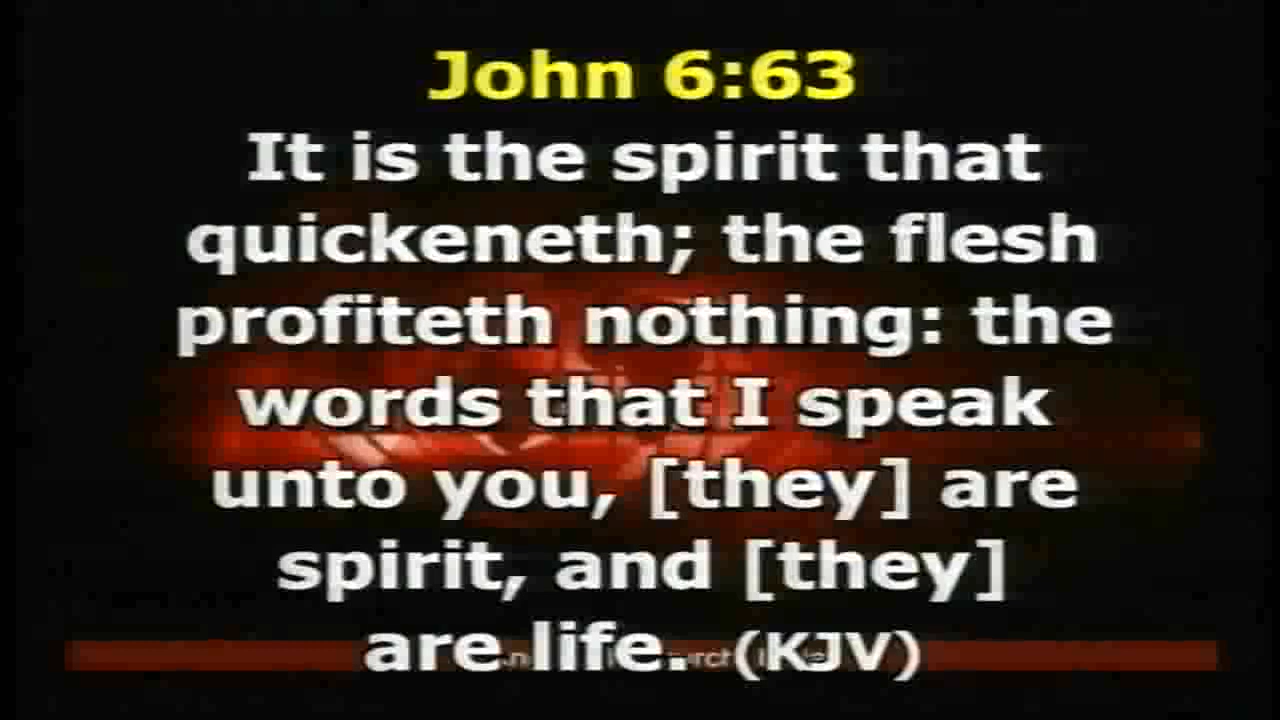 John 6:63
It is the spirit that
quickeneth; the flesh
profiteth nothing: the
words that I speak
unto you, [they] are
spirit, and [they]
are life. (KJV)